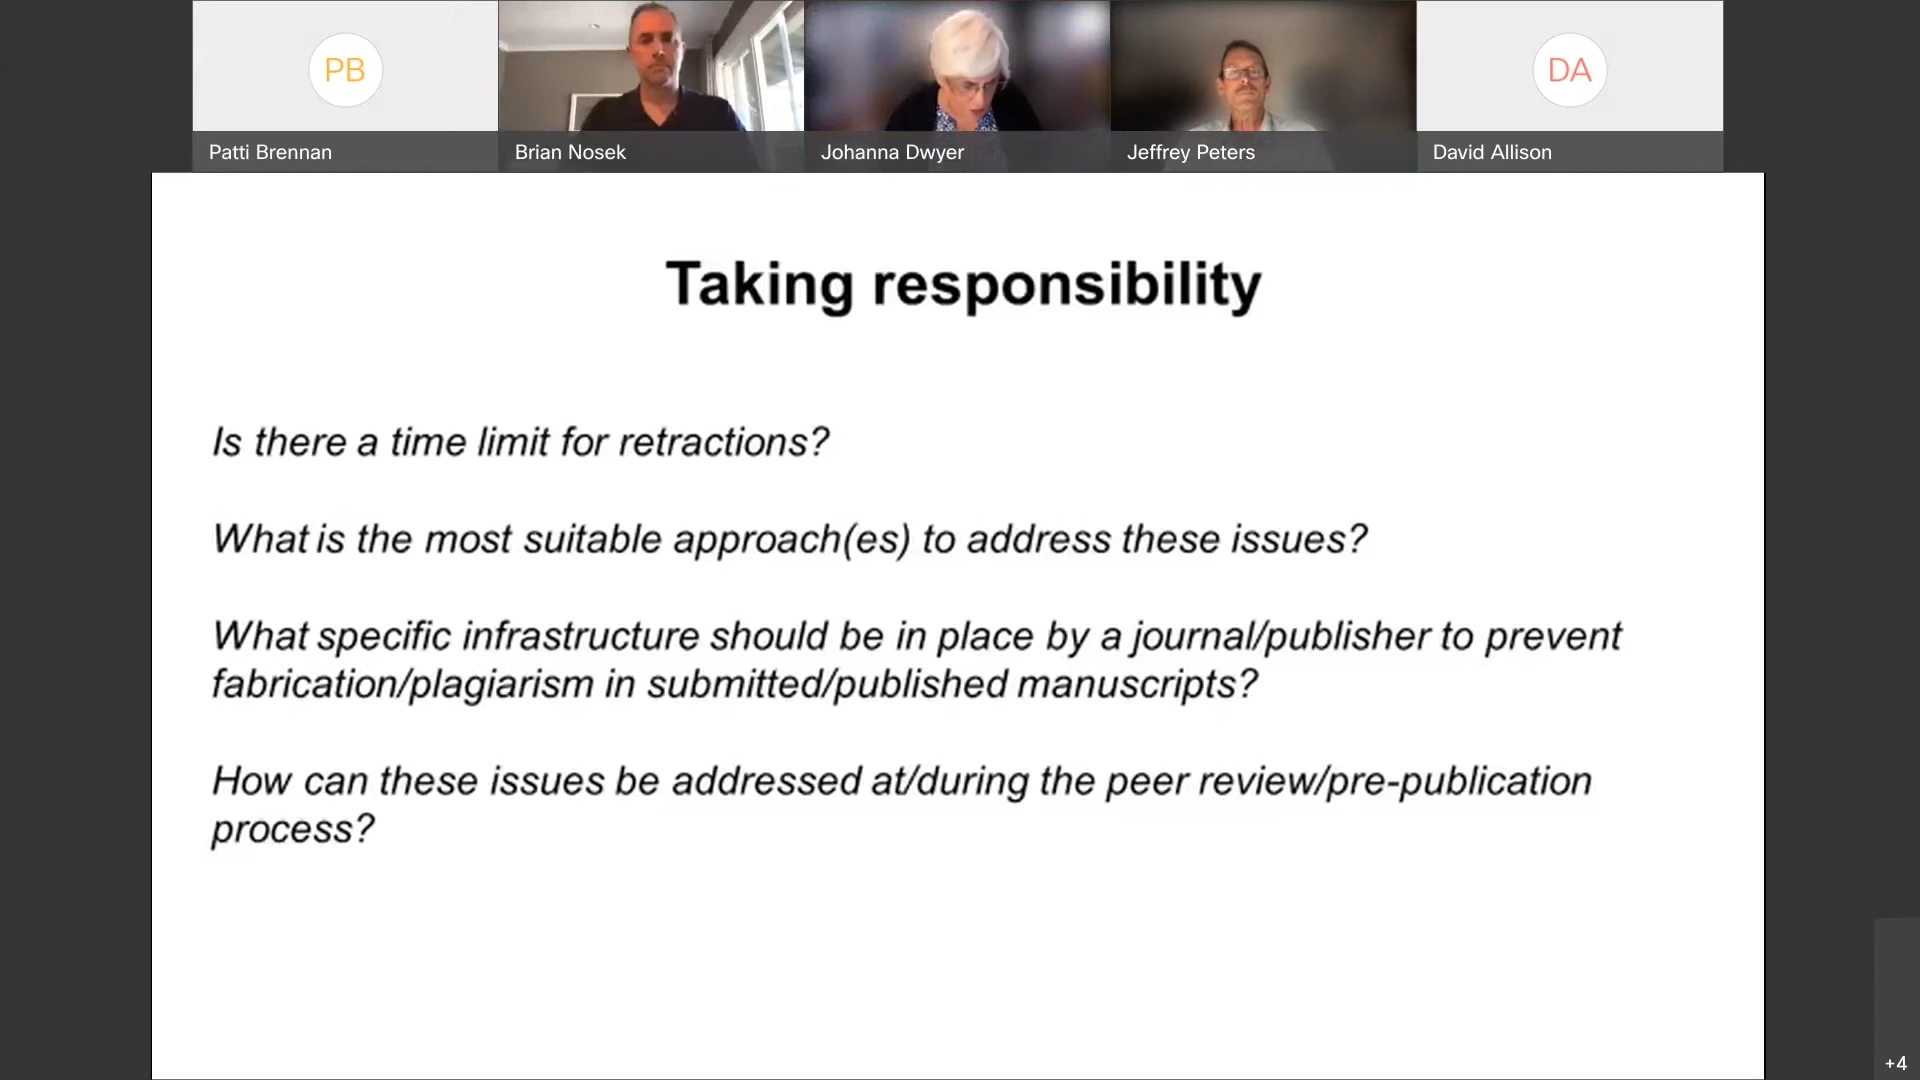 PB
DA
Patti Brennan
Brian Nosek
Johanna Dwyer
Jeffrey Peters
David Allison
Taking responsibility
Is there a time limit for retractions?
What is the most suitable approach(es) to address these issues?
What specific infrastructure should be in place by a journal/publisher to prevent
fabrication/plagiarism in submitted/published manuscripts?
How can these issues be addressed at/during the peer review/pre-publication
process?
+4